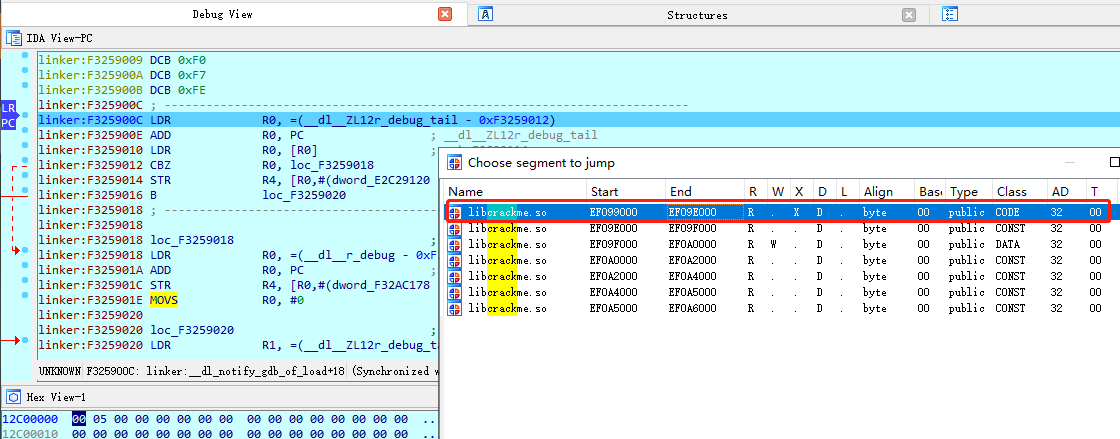 Debug View
Structures
IDA View-PC
linker:F3259009 DCB 0xF0
linker:F325900A DCB 0xF7
linker:F325900B DCB 0xFE
linker:F325900C ; ---------------------------------------------------------------------------
linker:F325900C LDR R0, =(__dl__ZL12r_debug_tail - 0xF3259012)
linker:F325900E ADD R0, PC ; __dl__ZL12r_debug_tail
linker:F3259010 LDR R0, [R0] ;
linker:F3259012 CBZ R0, loc_F3259018
linker:F3259014 STR R4, [R0,#(dword_E2C29120
linker:F3259016 B loc_F3259020
linker:F3259018 ; ---------------------------------------
linker:F3259018
linker:F3259018 loc_F3259018 ;
linker:F3259018 LDR R0, =(__dl__r_debug - 0xF
linker:F325901A ADD R0, PC ;
linker:F325901C STR R4, [R0,#(dword_F32AC178
linker:F325901E MOVS R0, #0
linker:F3259020
linker:F3259020 loc_F3259020 ;
linker:F3259020 LDR R1, =(__dl__ZL12r_debug_ta
LR
PC
UNKNOWN F325900C: linker:__dl_notify_gdb_of_load+18 (Synchronized w
Hex View-1
12C00000 00 05 00 00 00 00 00 00 00 00 00 00 00 00 00 00 ..
12C00010 00 00 00 00 00 00 00 00 00 00 00 00 00 00 00 00 ..
Choose segment to jump
Name Start End R W X D L Align Base Type Class AD T
libcrackme.so EF099000 EF09E000 R . X D . byte 00 public CODE 32 00
libcrackme.so EF09E000 EF09F000 R . . D . byte 00 public CONST 32 00
libcrackme.so EF09F000 EF0A0000 R W . D . byte 00 public DATA 32 00
libcrackme.so EF0A0000 EF0A2000 R . . D . byte 00 public CONST 32 00
libcrackme.so EF0A2000 EF0A4000 R . . D . byte 00 public CONST 32 00
libcrackme.so EF0A4000 EF0A5000 R . . D . byte 00 public CONST 32 00
libcrackme.so EF0A5000 EF0A6000 R . . D . byte 00 public CONST 32 00